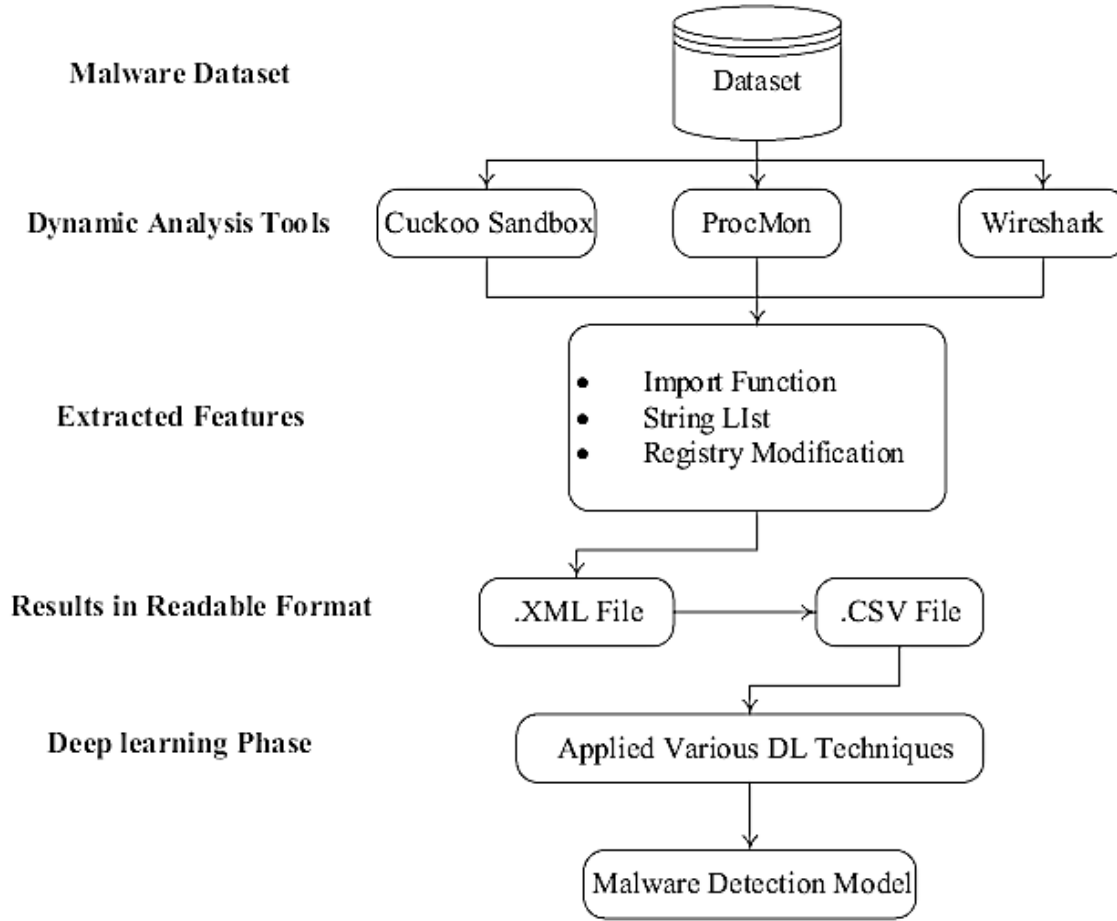 Malware Dataset
Dataset
Dynamic Analysis Tools
Cuckoo Sandbox
ProcMon
Wireshark
Extracted Features
• Import Function
• String LIst
• Registry Modification
Results in Readable Format
.XML File
.CSV File
Deep learning Phase
Applied Various DL Techniques
Malware Detection Model